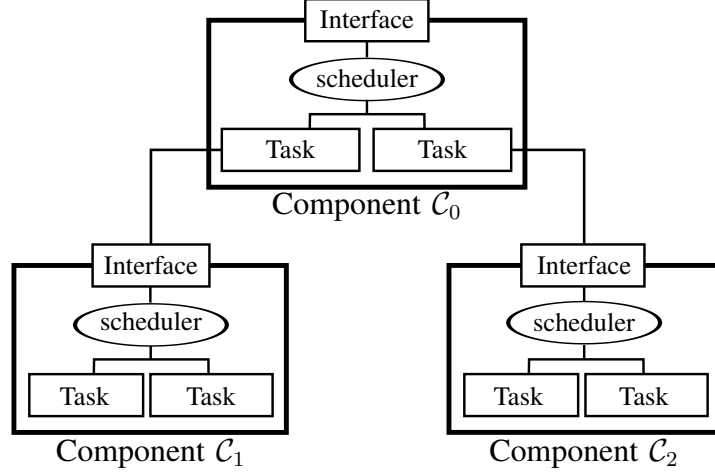 Interface
scheduler
Task Task
Component C₀
Interface Interface
scheduler scheduler
Task Task Task Task
Component C₁ Component C₂